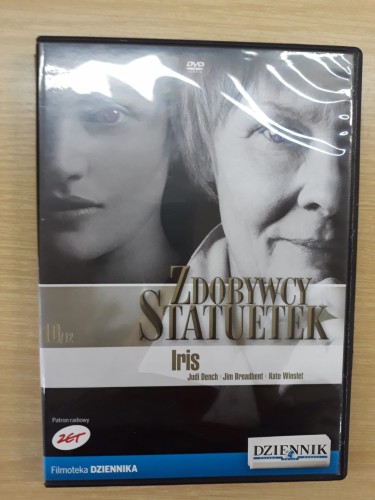 DVD
ZDOBYWCY
STATUETEK
10/12
Iris
Judi Dench · Jim Broadbent · Kate Winslet
Patron radiowy
ZET
DZIENNIK
Filmoteka DZIENNIKA